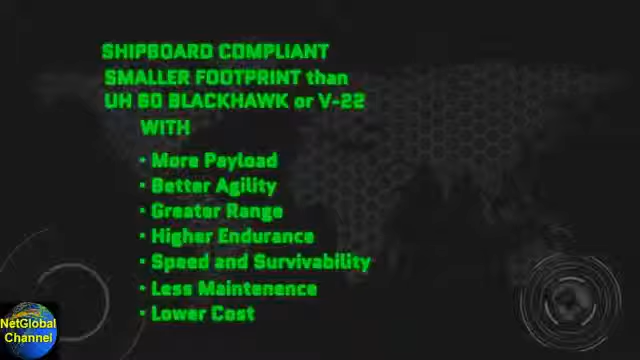 SHIPBOARD COMPLIANT
SMALLER FOOTPRINT than
UH 60 BLACKHAWK or V-22
WITH
• More Payload
• Better Agility
• Greater Range
• Higher Endurance
• Speed and Survivability
• Less Maintenence
• Lower Cost
NetGlobal
Channel